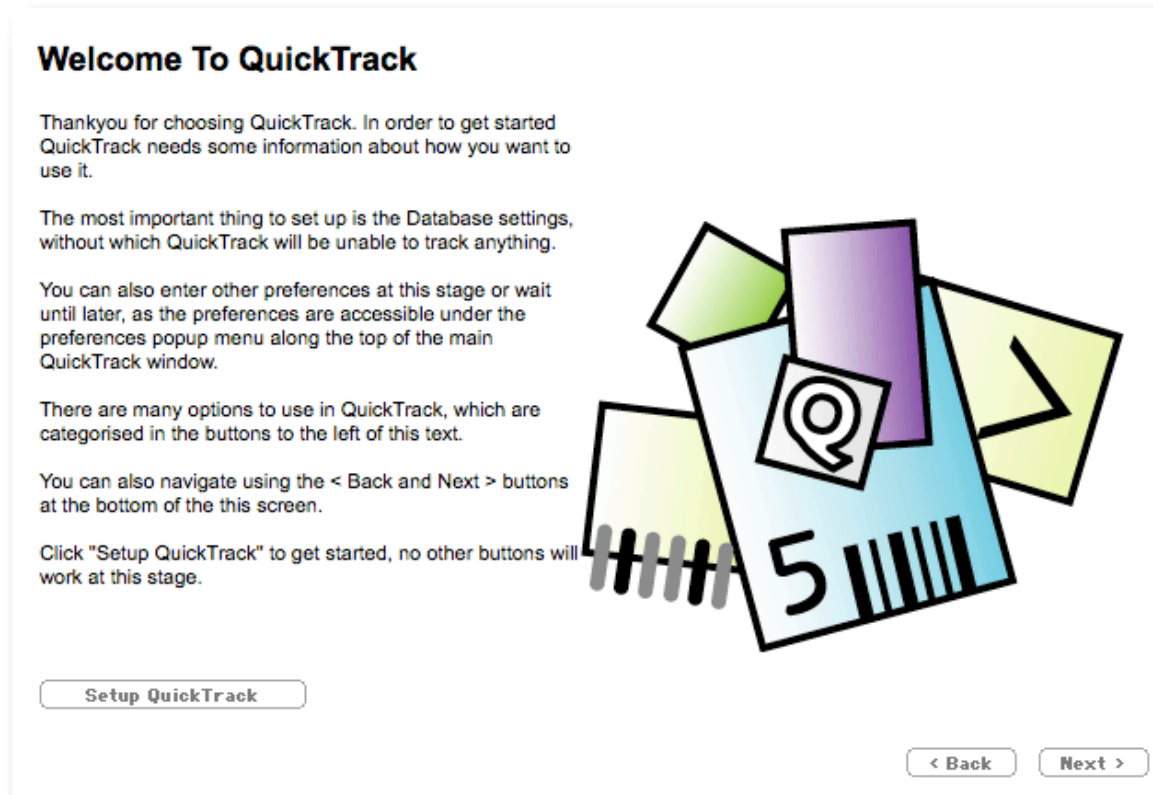 Welcome To QuickTrack
Thankyou for choosing QuickTrack. In order to get started
QuickTrack needs some information about how you want to
use it.
The most important thing to set up is the Database settings,
without which QuickTrack will be unable to track anything.
You can also enter other preferences at this stage or wait
until later, as the preferences are accessible under the
preferences popup menu along the top of the main
QuickTrack window.
There are many options to use in QuickTrack, which are
categorised in the buttons to the left of this text.
You can also navigate using the < Back and Next > buttons
at the bottom of the this screen.
Click "Setup QuickTrack" to get started, no other buttons will
work at this stage.
Q
5
Setup QuickTrack
< Back
Next >